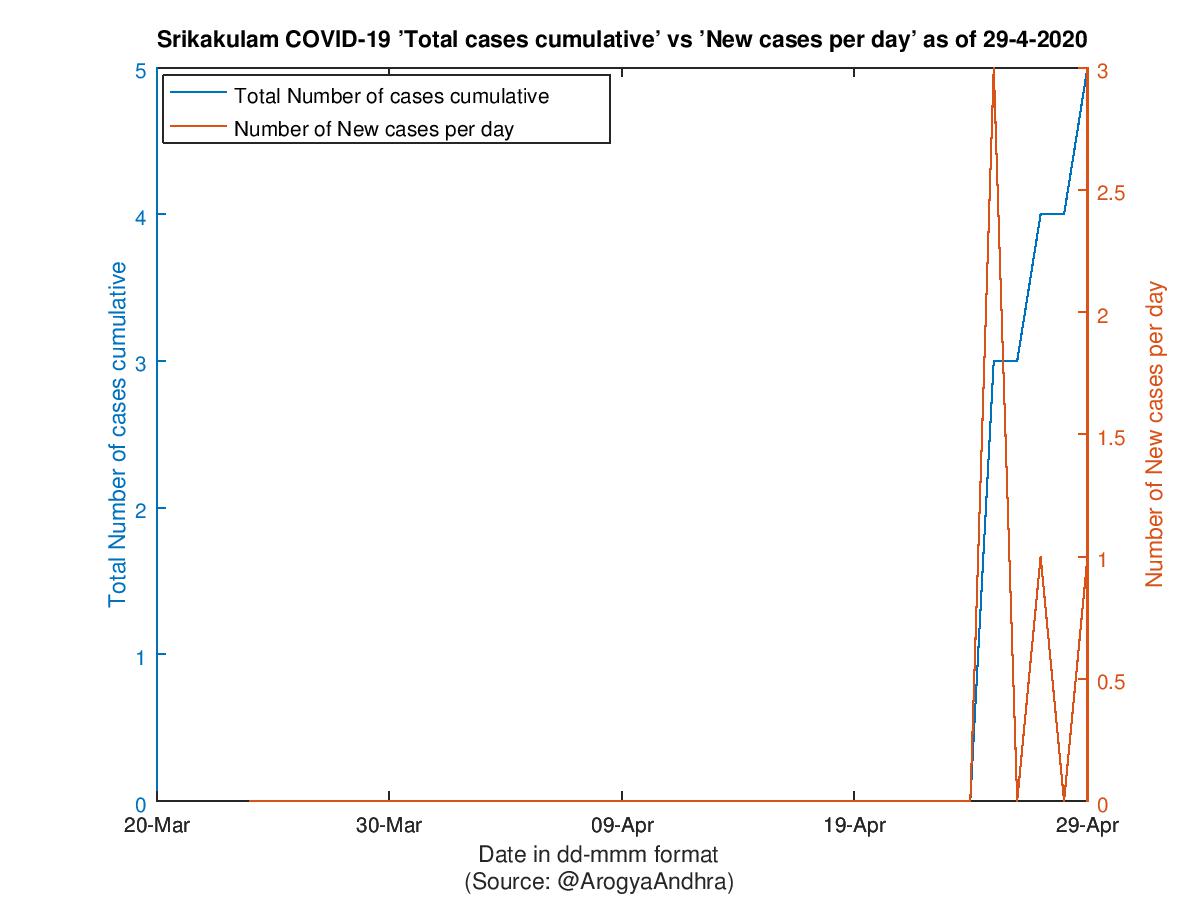 Srikakulam COVID-19 ’Total cases cumulative’ vs ’New cases per day’ as of 29-4-2020
Total Number of cases cumulative
Number of New cases per day
5
4
3
2
1
0
Total Number of cases cumulative
3
2.5
2
1.5
1
0.5
0
Number of New cases per day
20-Mar 30-Mar 09-Apr 19-Apr 29-Apr
Date in dd-mmm format
(Source: @ArogyaAndhra)